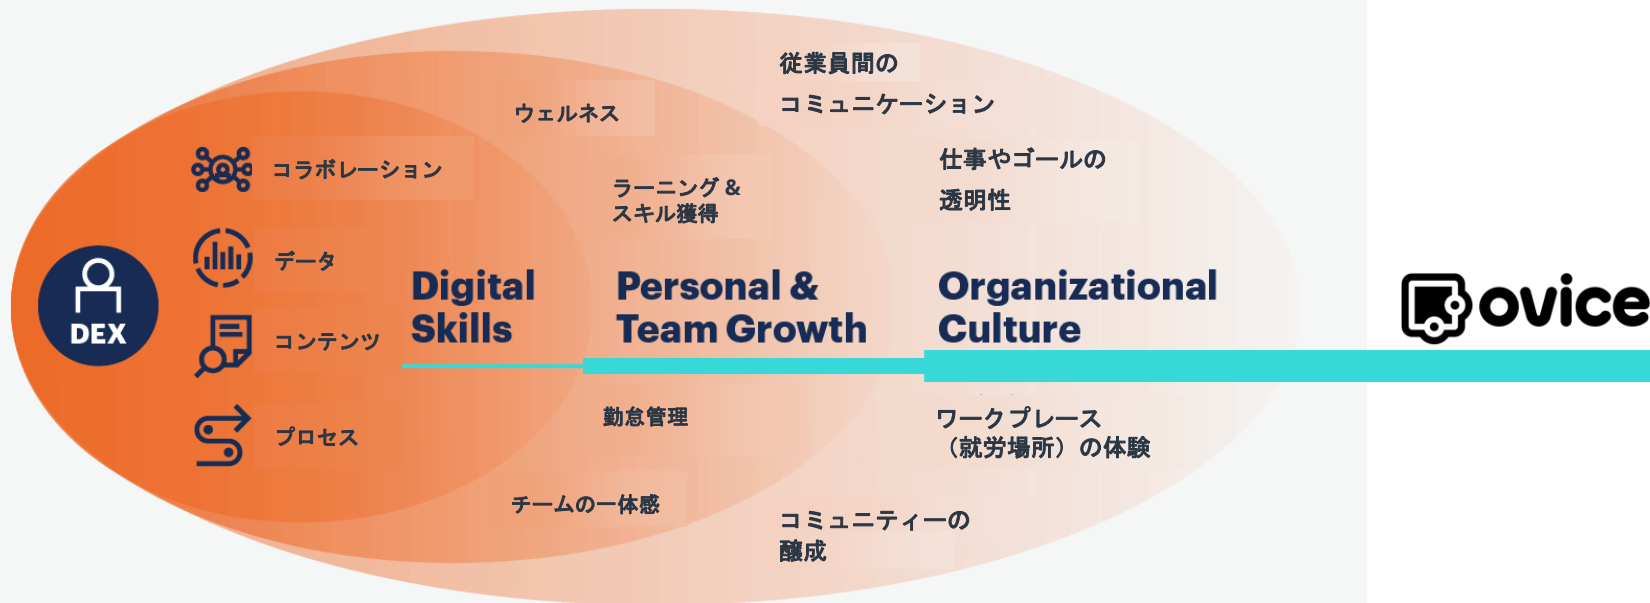 DEX
コラボレーション
データ
コンテンツ
プロセス
Digital
Skills
ウェルネス
ラーニング &
スキル獲得
Personal &
Team Growth
勤怠管理
チームの一体感
従業員間の
コミュニケーション
仕事やゴールの
透明性
Organizational
Culture
ワークプレース
（就労場所）の体験
コミュニティーの
醸成
ovice